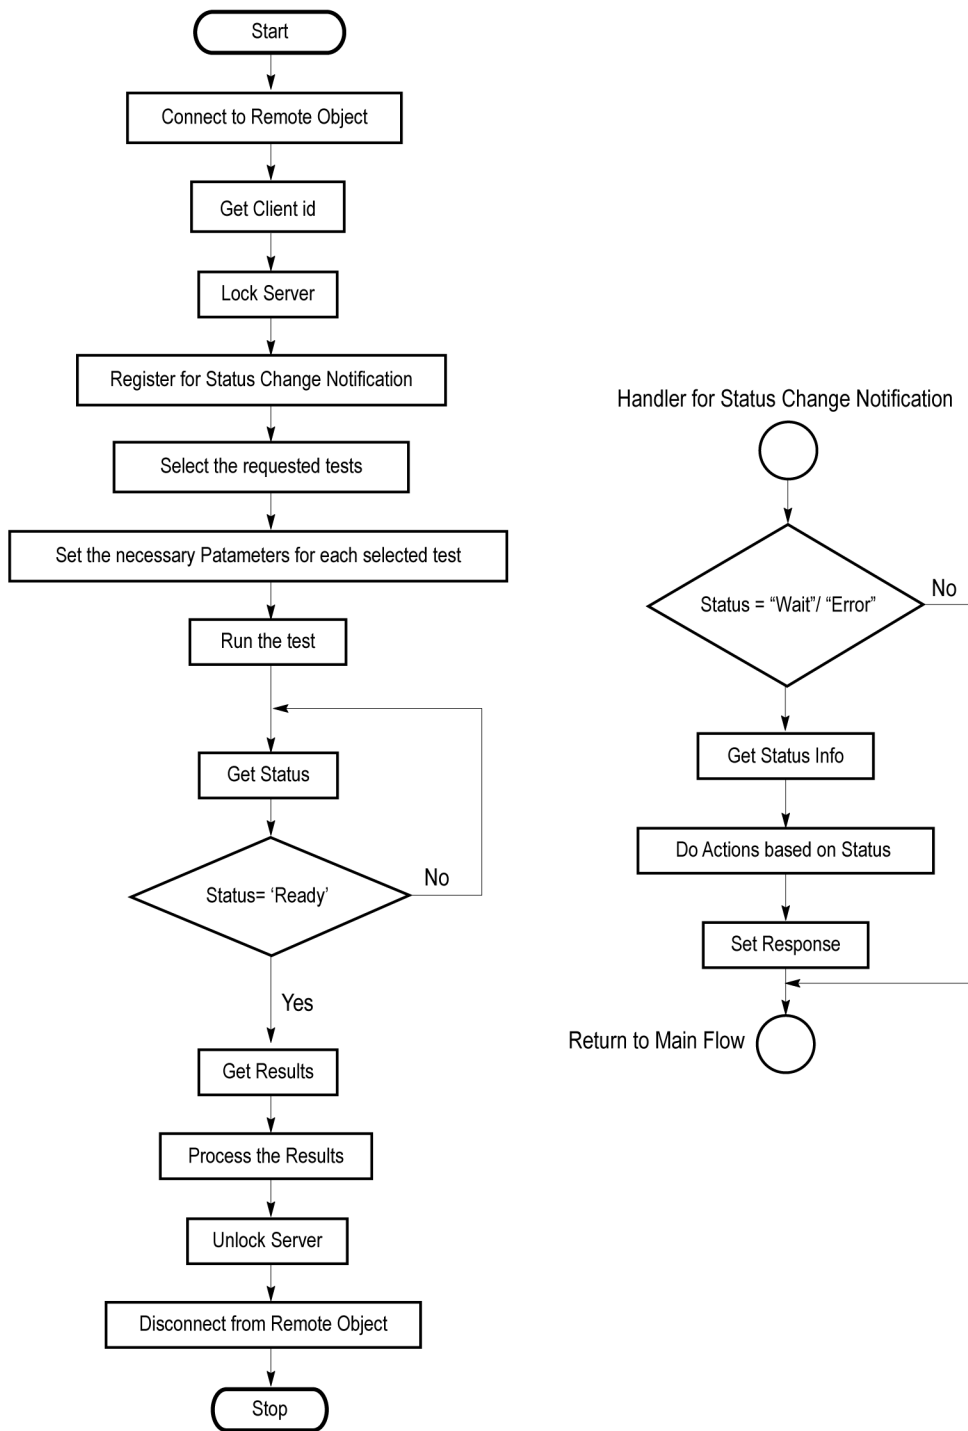 Start
Connect to Remote Object
Get Client id
Lock Server
Register for Status Change Notification
Select the requested tests
Set the necessary Patameters for each selected test
Run the test
Get Status
Status= ‘Ready’
No
Yes
Get Results
Process the Results
Unlock Server
Disconnect from Remote Object
Stop
Handler for Status Change Notification
Status = “Wait”/ “Error”
No
Get Status Info
Do Actions based on Status
Set Response
Return to Main Flow